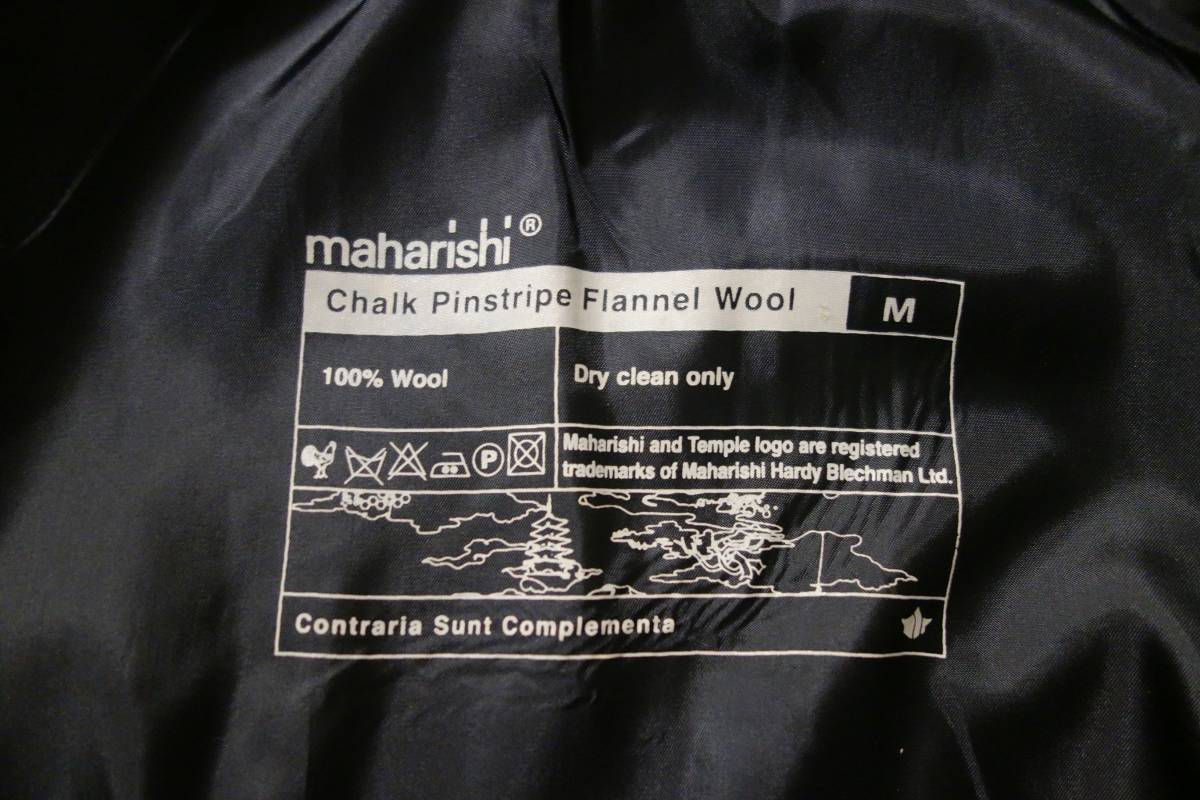 maharishi®
Chalk Pinstripe Flannel Wool M
100% Wool
Dry clean only
P
Maharishi and Temple logo are registered
trademarks of Maharishi Hardy Blechman Ltd.
Contraria Sunt Complementa